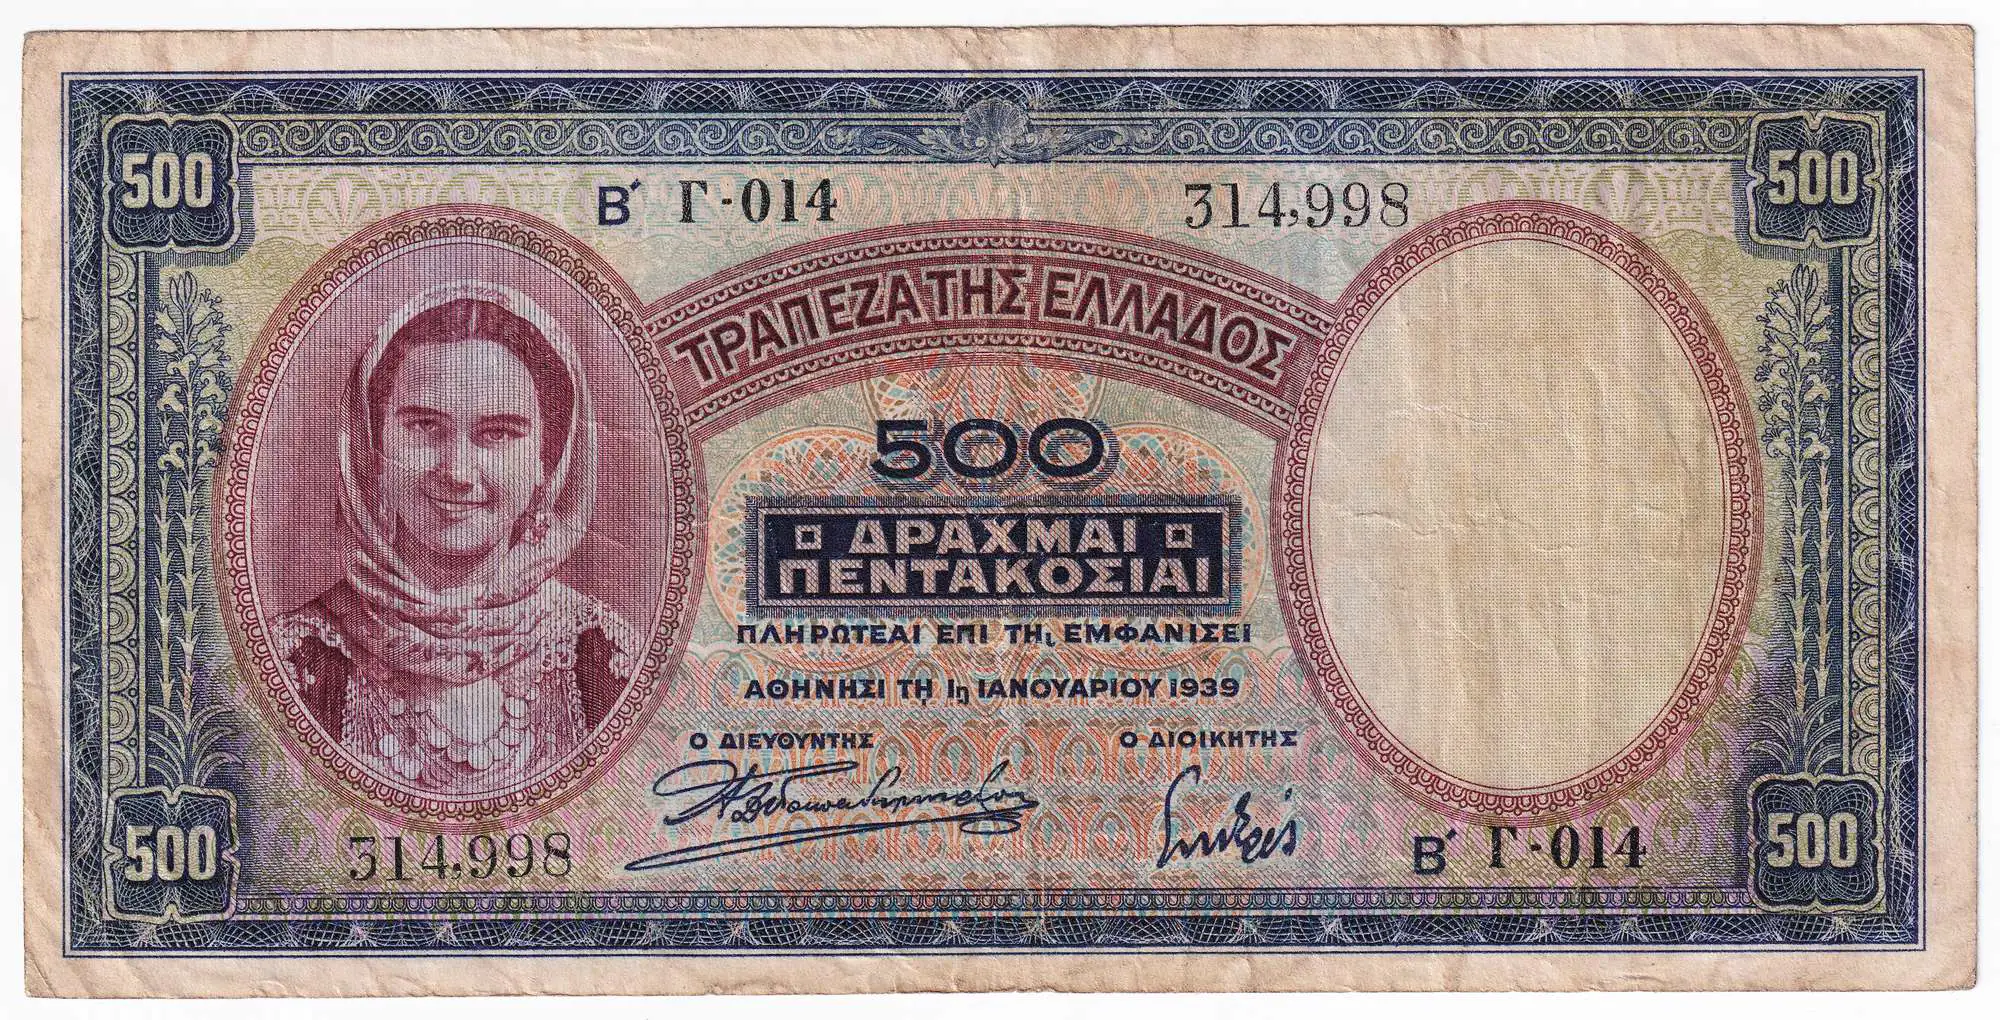 500
Β΄ Γ-014
314,998
500
ΤΡΑΠΕΖΑ ΤΗΣ ΕΛΛΑΔΟΣ
500
ΔΡΑΧΜΑΙ
ΠΕΝΤΑΚΟΣΙΑΙ
ΠΛΗΡΩΤΕΑΙ ΕΠΙ ΤΗι ΕΜΦΑΝΙΣΕΙ
ΑΘΗΝΗΣΙ ΤΗ 1η ΙΑΝΟΥΑΡΙΟΥ 1939
Ο ΔΙΕΥΘΥΝΤΗΣ
Ο ΔΙΟΙΚΗΤΗΣ
500
314,998
Β΄ Γ-014
500